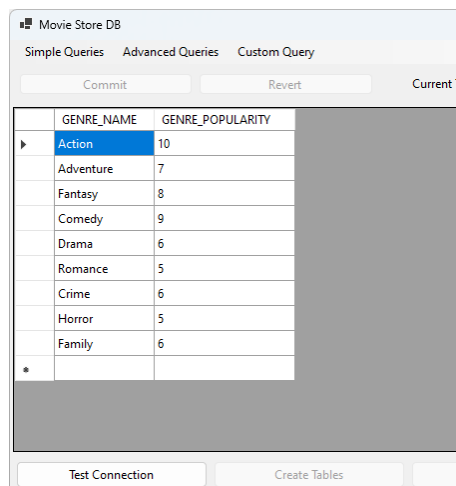 Movie Store DB
Simple Queries Advanced Queries Custom Query
Commit Revert Current
GENRE_NAME GENRE_POPULARITY
Action 10
Adventure 7
Fantasy 8
Comedy 9
Drama 6
Romance 5
Crime 6
Horror 5
Family 6
Test Connection Create Tables